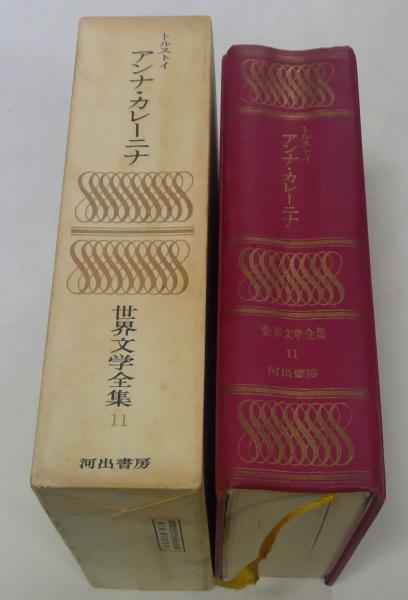 トルストイ
アンナ・カレーニナ
世界文学全集
11
河出書房
トルストイ
アンナ・カレーニナ
世界文学全集
11
河出書房